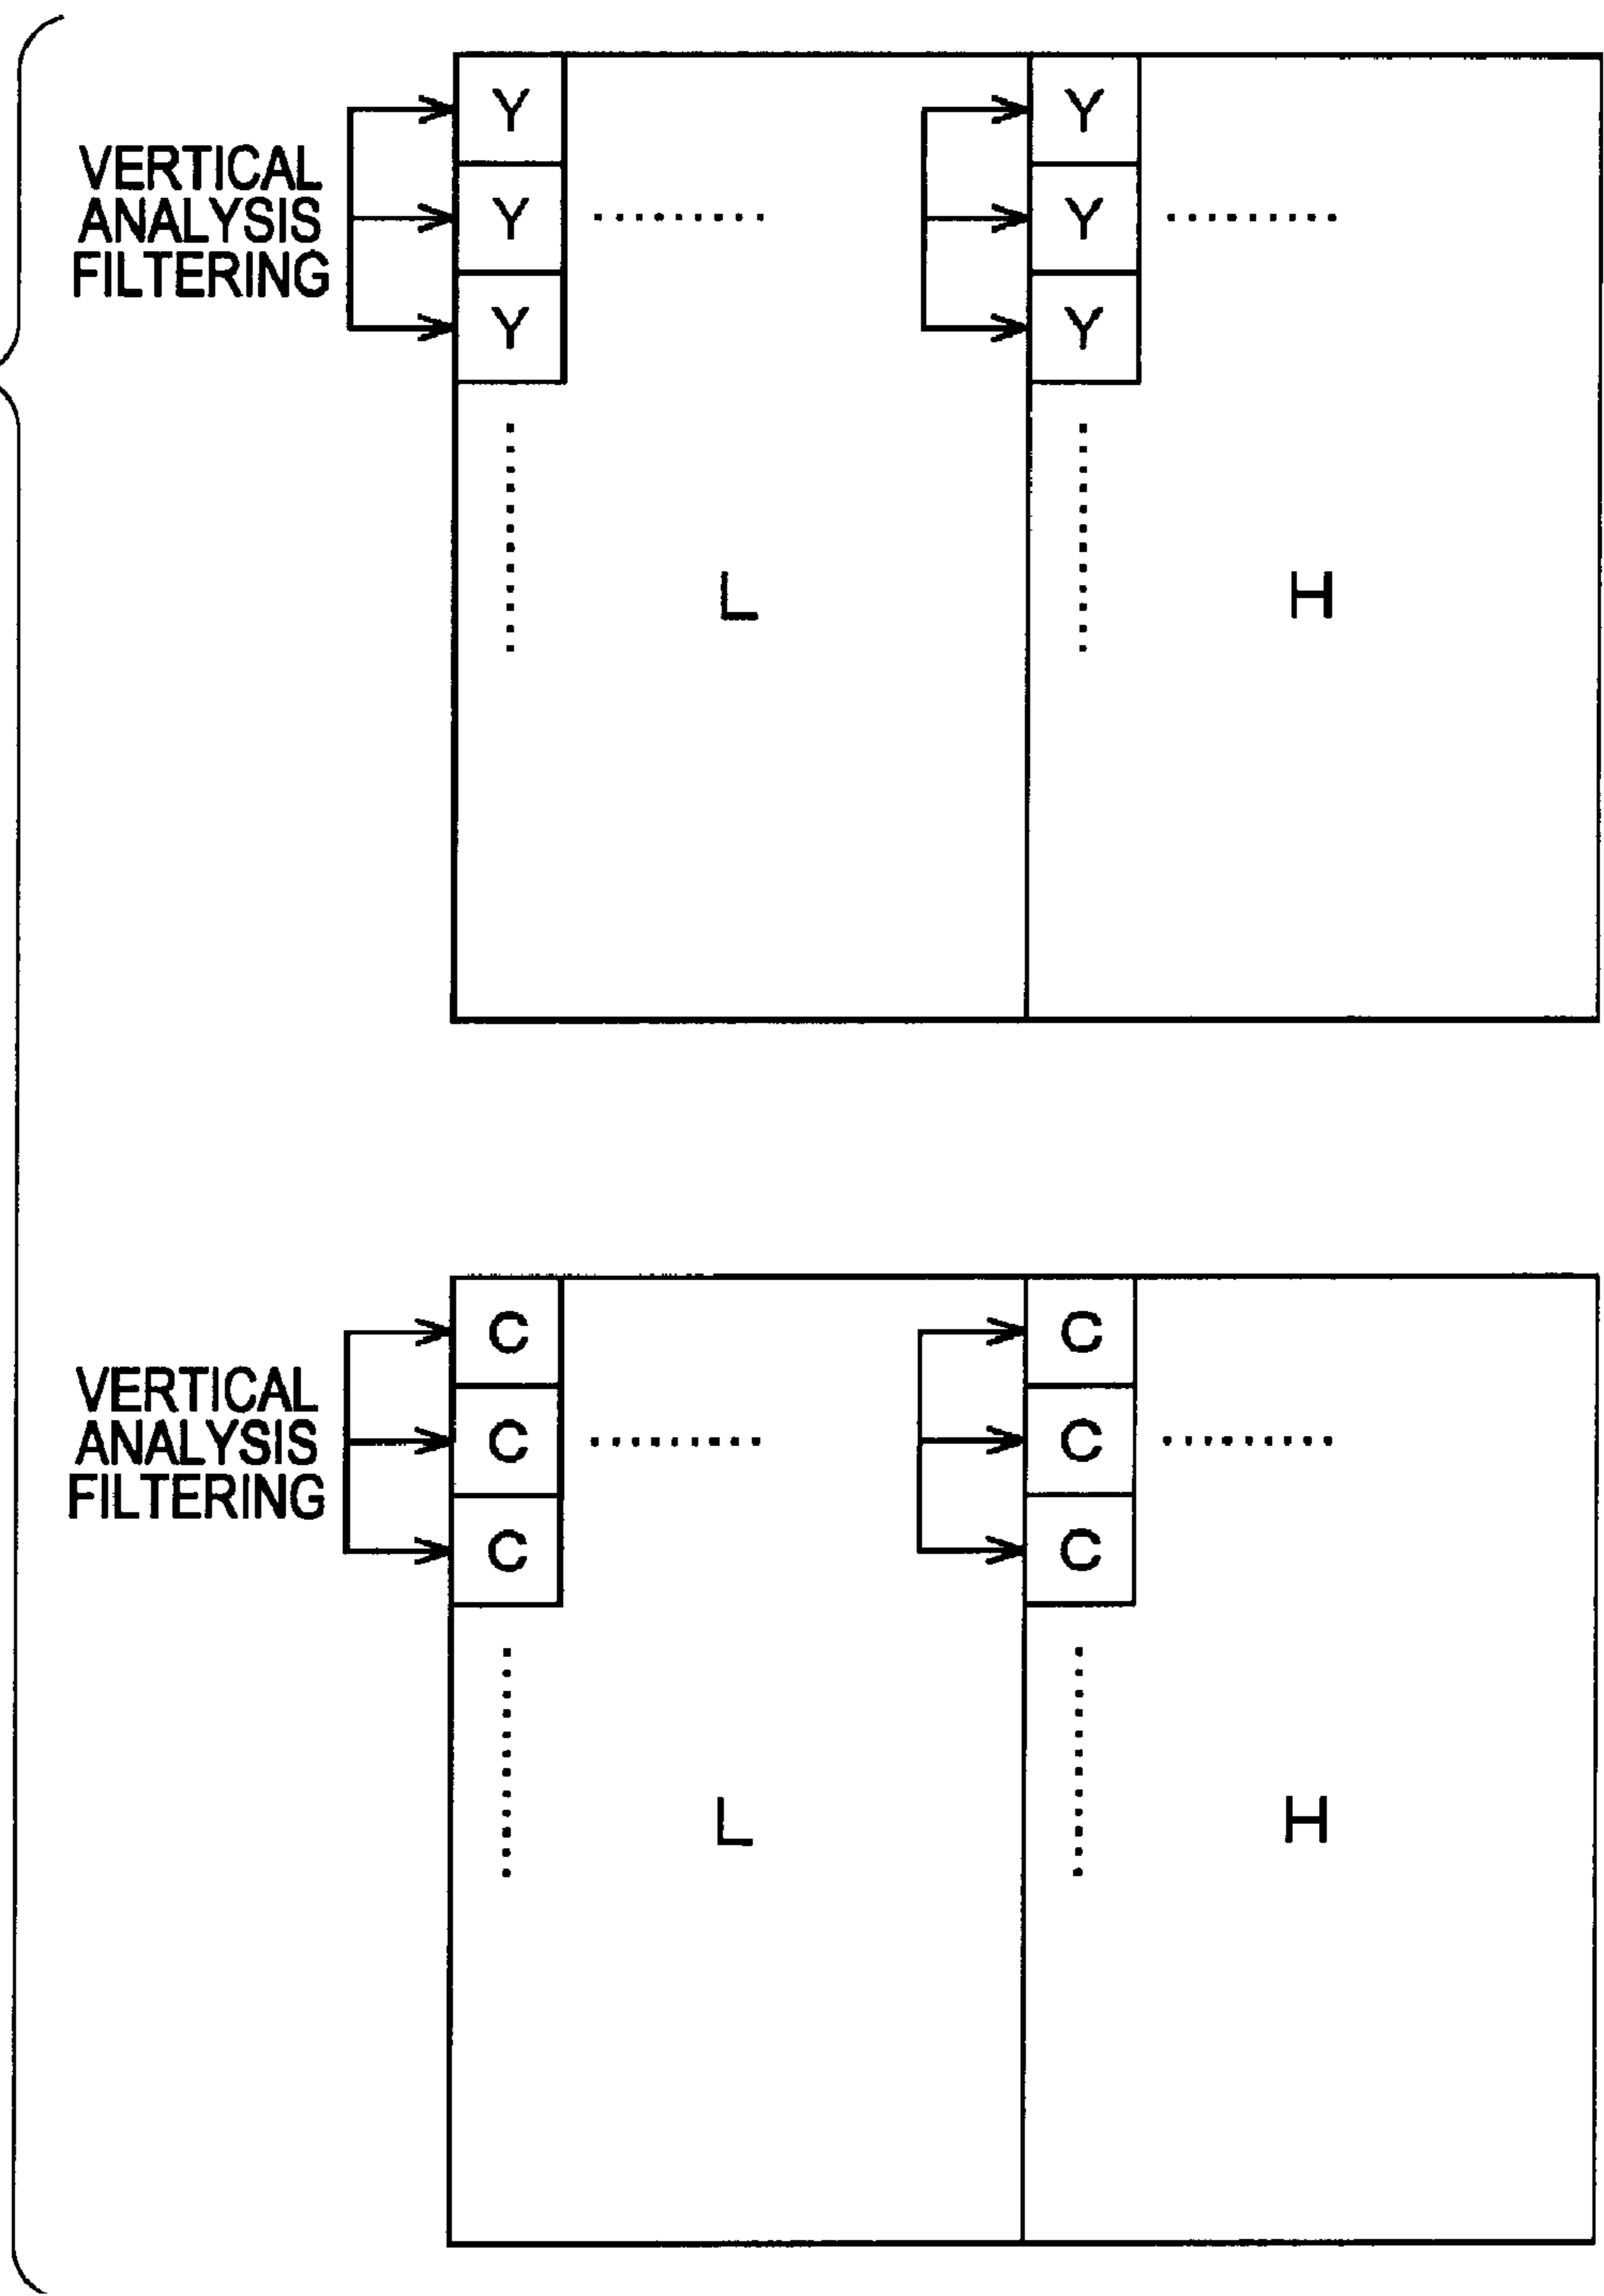 VERTICAL
ANALYSIS
FILTERING
Y
Y
Y
Y
Y
Y
L
H
VERTICAL
ANALYSIS
FILTERING
C
C
C
C
C
C
L
H